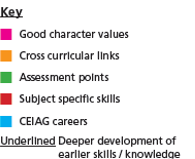 Key
Good character values
Cross curricular links
Assessment points
Subject specific skills
CEIAG careers
Underlined Deeper development of
earlier skills / knowledge